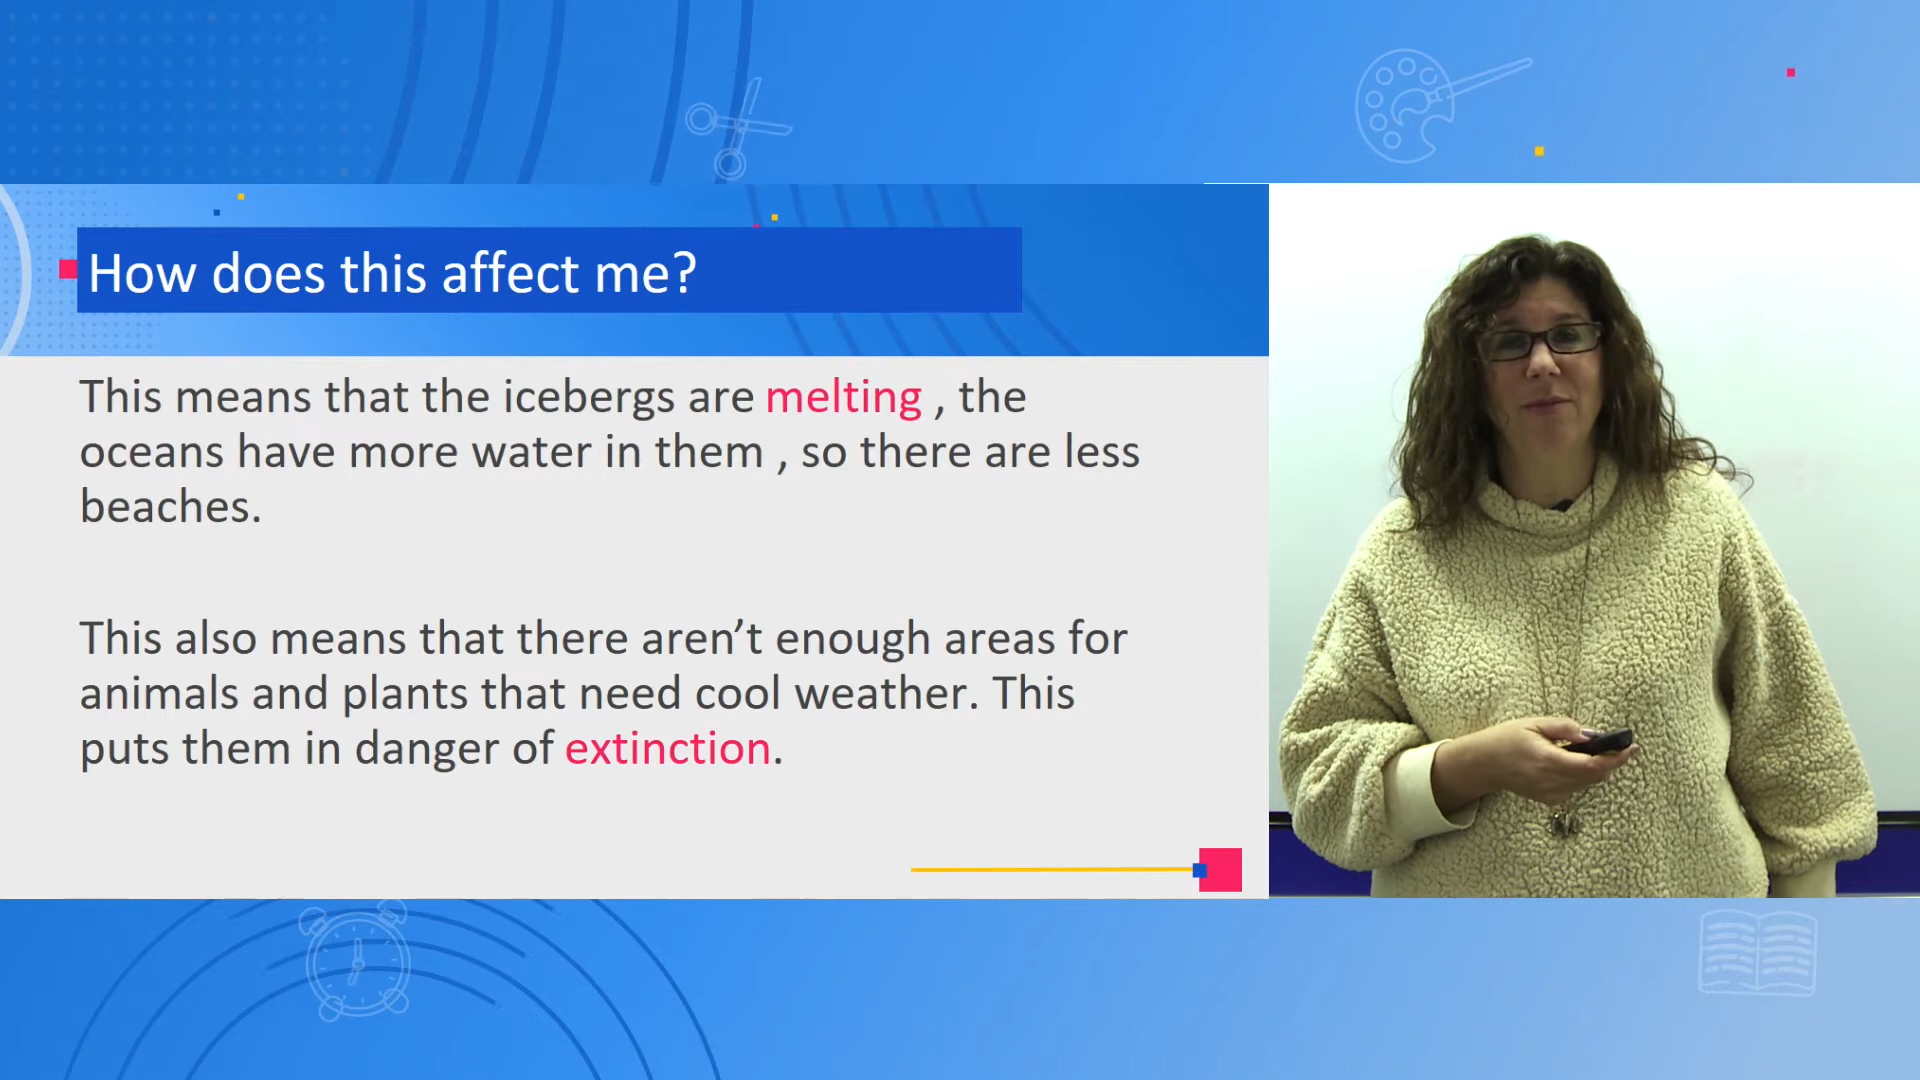 How does this affect me?
This means that the icebergs are melting , the
oceans have more water in them , so there are less
beaches.
This also means that there aren’t enough areas for
animals and plants that need cool weather. This
puts them in danger of extinction.